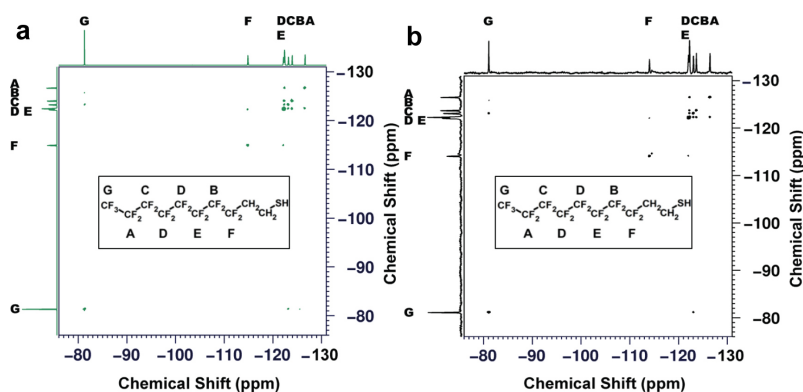 a
G F DCBA
E
A
B
C
D E
F
G
G C D B
CF₃ CF₂ CF₂ CF₂ CH₂ SH
CF₂ CF₂ CF₂ CF₂ CH₂
A D E F
−130
−120
−110
−100
−90
−80
Chemical Shift (ppm)
−80 −90 −100 −110 −120 −130
Chemical Shift (ppm)
b
G F DCBA
E
A
B
C
D E
F
G
G C D B
CF₃ CF₂ CF₂ CF₂ CH₂ SH
CF₂ CF₂ CF₂ CF₂ CH₂
A D E F
−130
−120
−110
−100
−90
−80
Chemical Shift (ppm)
−80 −90 −100 −110 −120 −130
Chemical Shift (ppm)